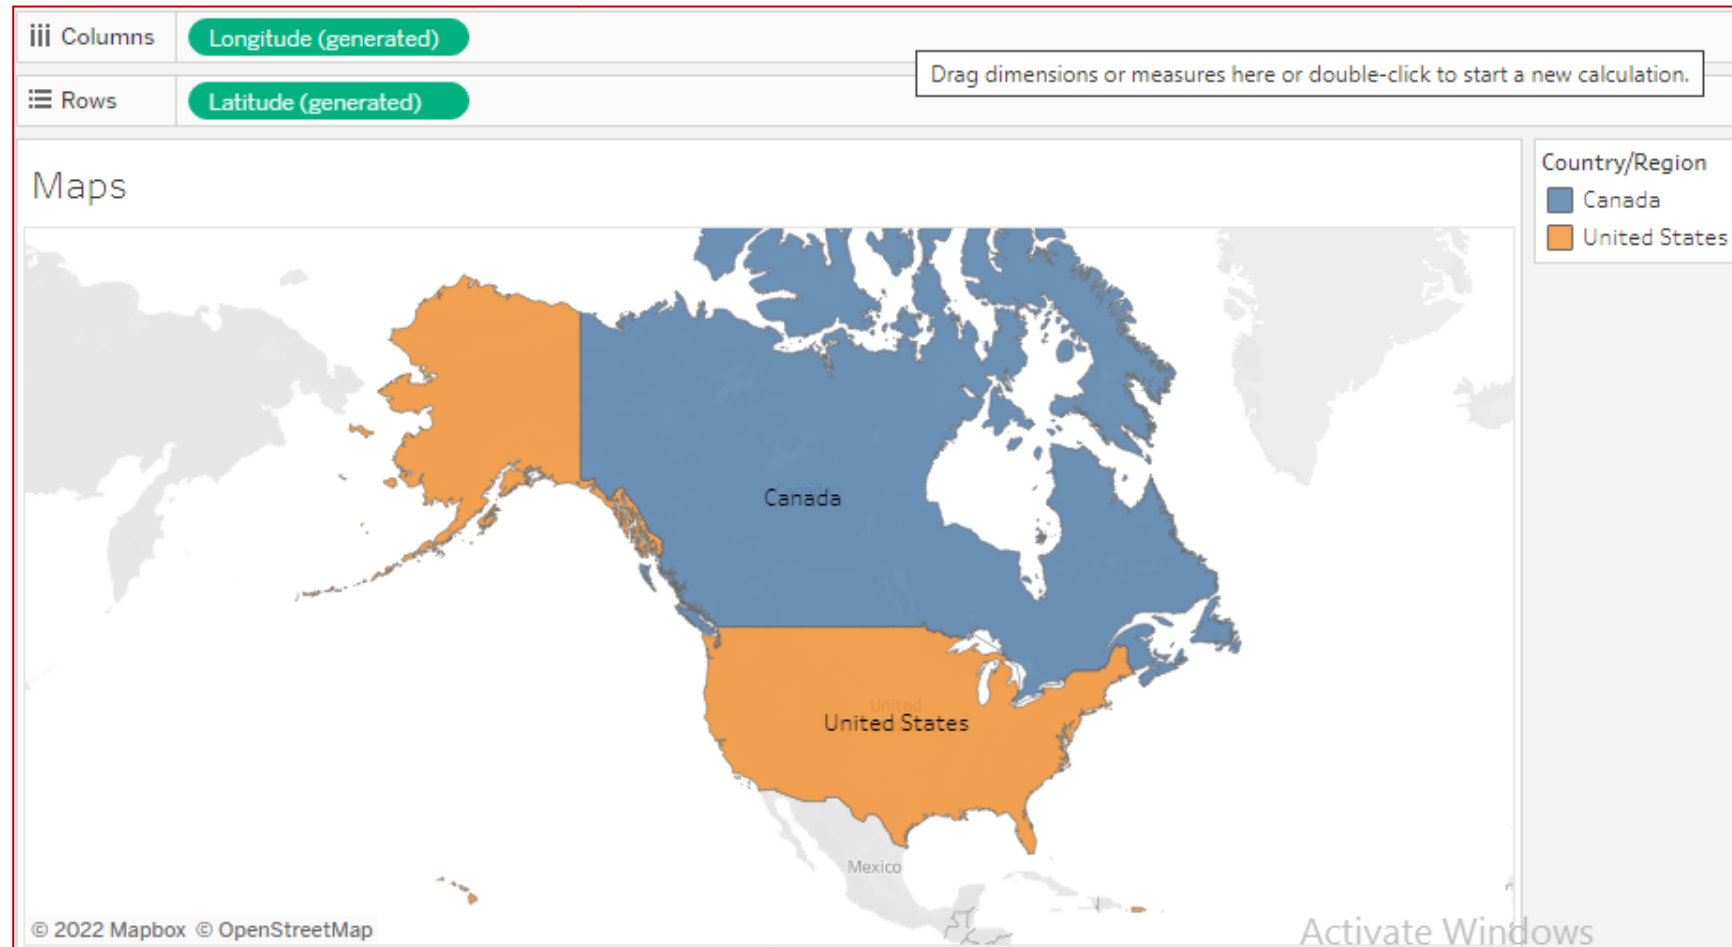 Columns
Longitude (generated)
Drag dimensions or measures here or double-click to start a new calculation.
Rows
Latitude (generated)
Maps
Country/Region
Canada
United States
Canada
United
United States
Mexico
© 2022 Mapbox © OpenStreetMap
Activate Windows